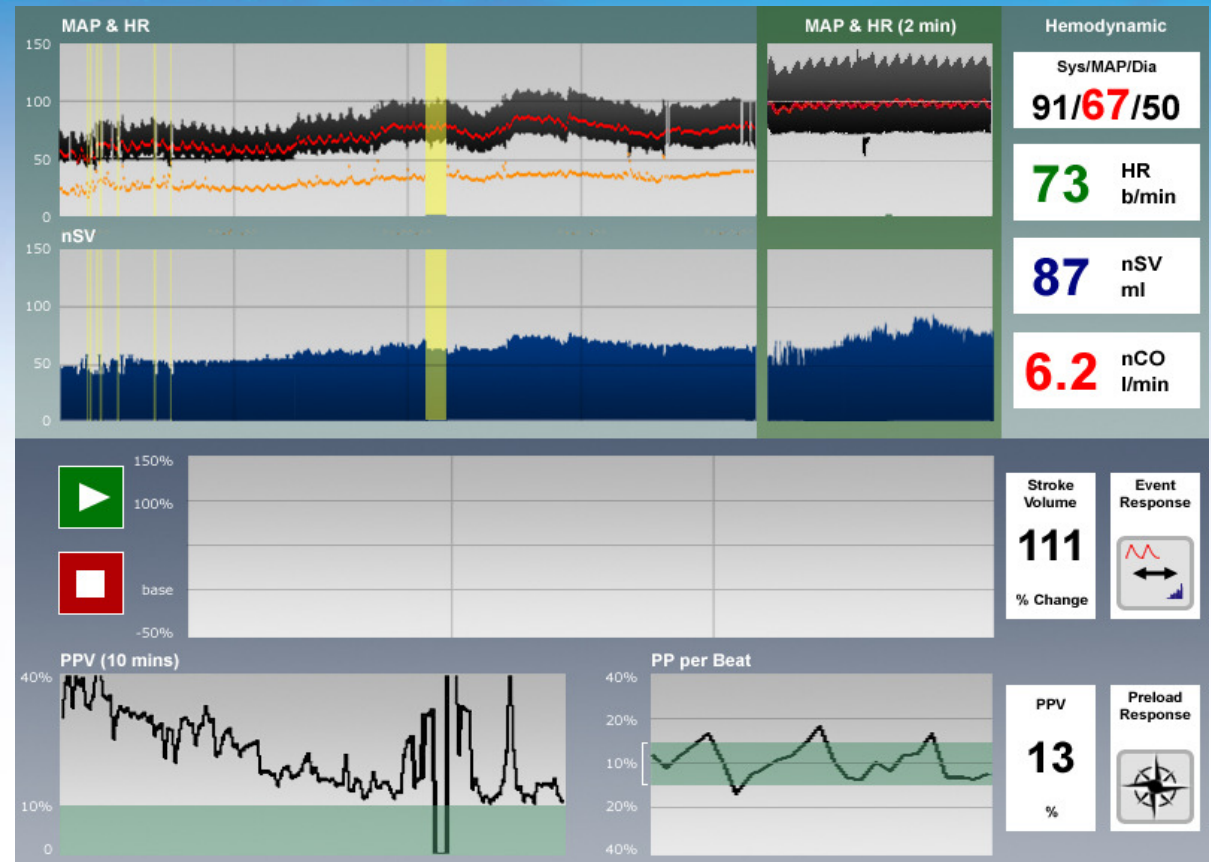 MAP & HR
150
100
50
0
MAP & HR (2 min)
Hemodynamic
Sys/MAP/Dia
91/67/50
73 HR
b/min
nSV
150
100
50
0
87 nSV
ml
6.2 nCO
l/min
150%
100%
base
-50%
Stroke
Volume
111
% Change
Event
Response
PPV (10 mins)
40%
10%
0
PP per Beat
40%
20%
10%
20%
40%
PPV
13
%
Preload
Response